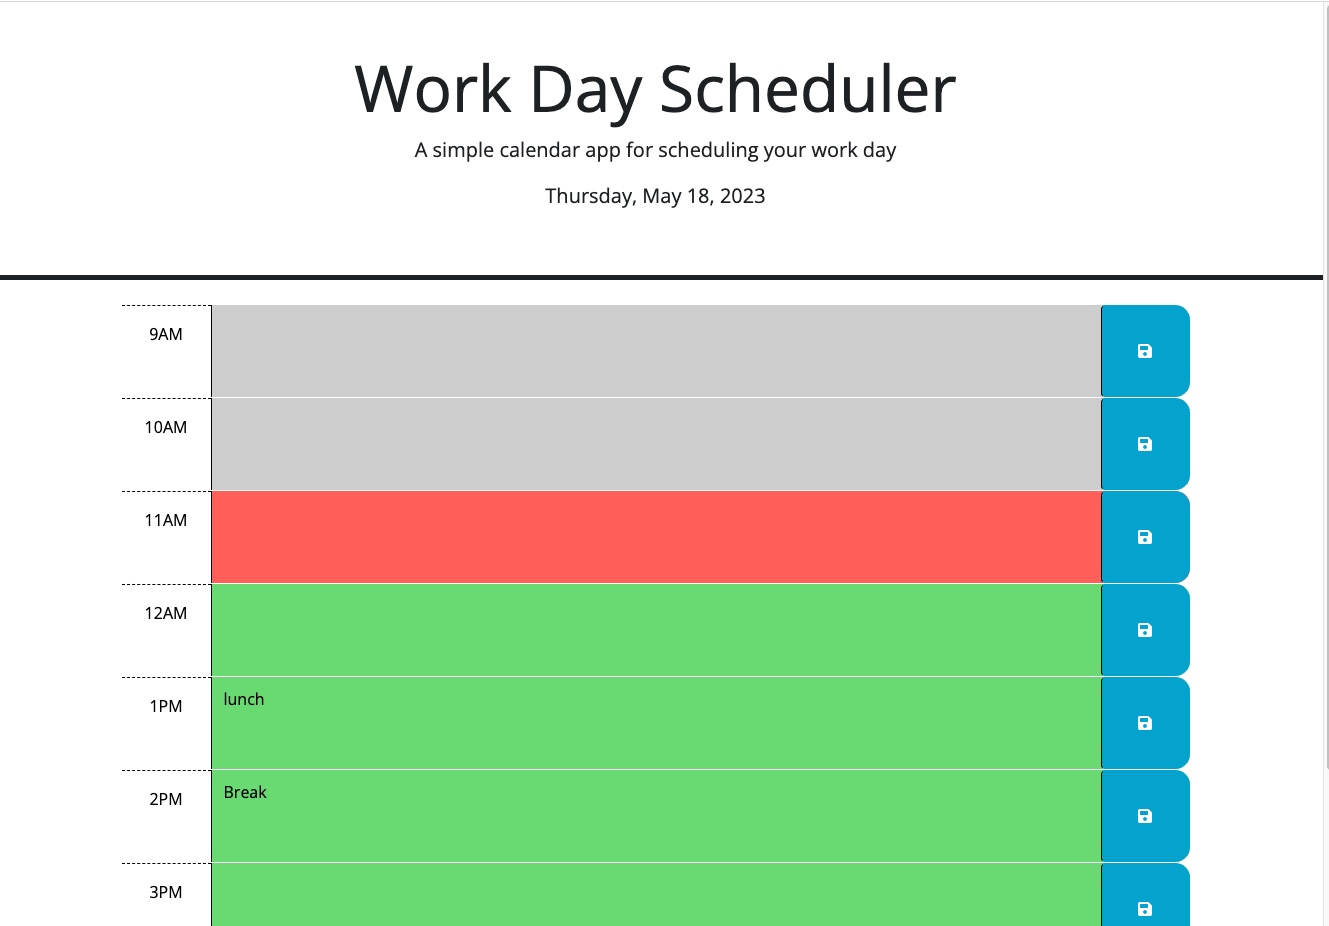 Work Day Scheduler
A simple calendar app for scheduling your work day
Thursday, May 18, 2023
9AM
10AM
11AM
12AM
1PM
lunch
2PM
Break
3PM